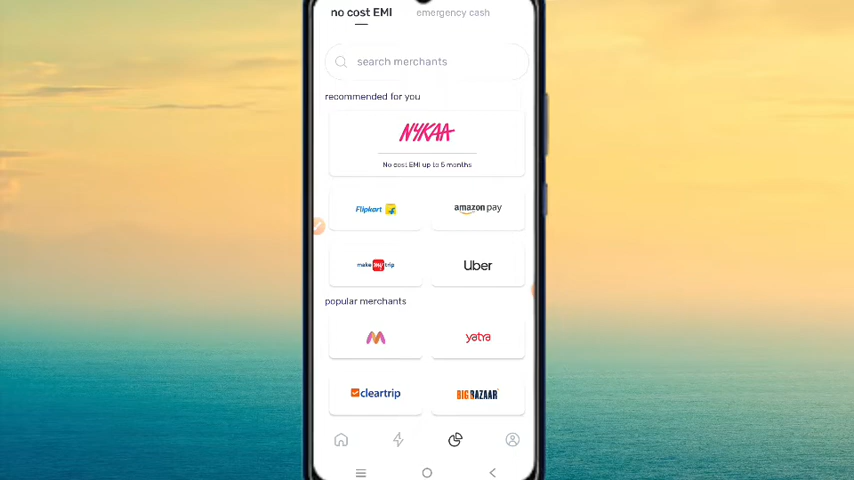 no cost EMI emergency cash
search merchants
recommended for you
NYKAA
No cost EMI up to 5 months
Flipkart amazon pay
make my trip Uber
popular merchants
yatra
cleartrip BIG BAZAAR